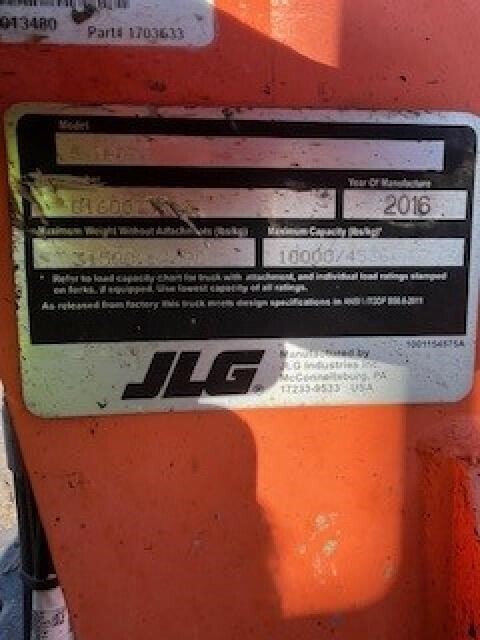 013480
Part# 1703633
Model
Year Of Manufacture
2016
Maximum Weight Without Attachments (lbs/kg)
Maximum Capacity (lbs/kg)*
10000/4536
* Refer to load capacity chart for truck with attachment, and individual load ratings stamped
on forks, if equipped. Use lowest capacity of all ratings.
As released from factory this truck meets design specifications in ANSI/ITSDF B56.6-2011
1001154575A
JLG ®
Manufactured by
JLG Industries Inc.
McConnellsburg, PA
17233-9533 USA